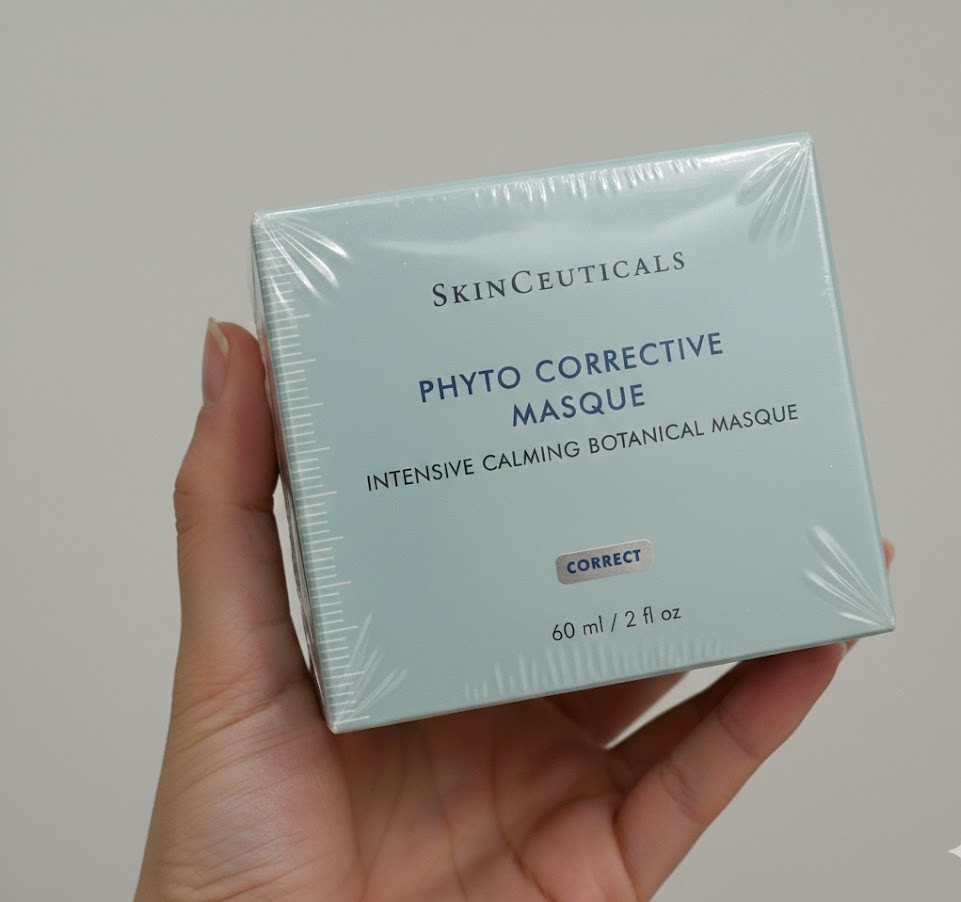 SKINCEUTICALS
PHYTO CORRECTIVE
MASQUE
INTENSIVE CALMING BOTANICAL MASQUE
CORRECT
60 ml / 2 fl oz